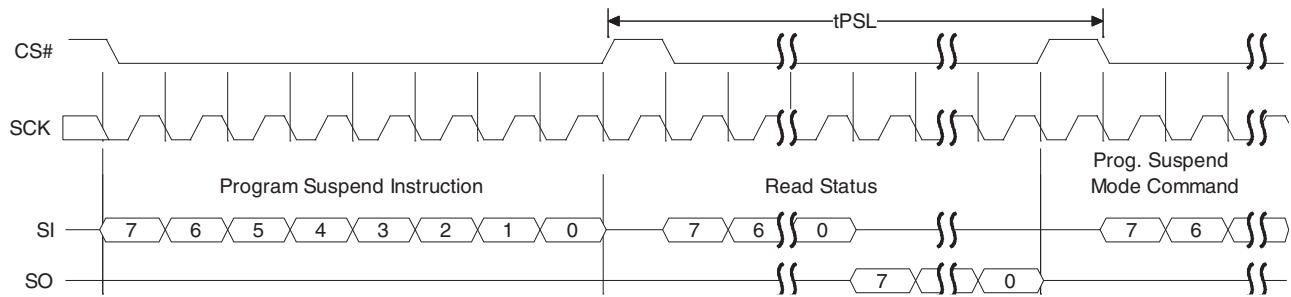 tPSL
CS#
SCK
Prog. Suspend
Program Suspend Instruction Read Status Mode Command
SI 7 6 5 4 3 2 1 0 7 6 0 7 6
SO 7 0